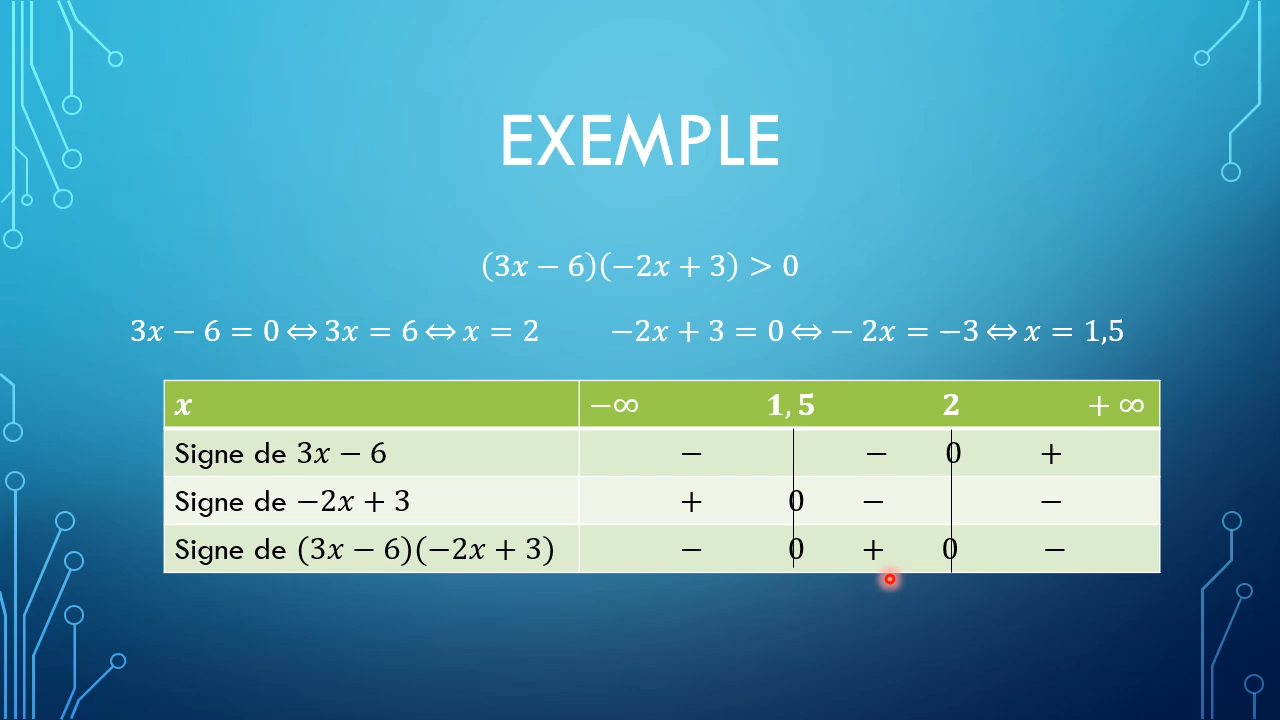 EXEMPLE
(3x − 6)(−2x + 3) > 0
3x − 6 = 0 ⇔ 3x = 6 ⇔ x = 2 −2x + 3 = 0 ⇔ −2x = −3 ⇔ x = 1,5
x −∞ 1,5 2 +∞
Signe de 3x − 6 − − 0 +
Signe de −2x + 3 + 0 − −
Signe de (3x − 6)(−2x + 3) − 0 + 0 −